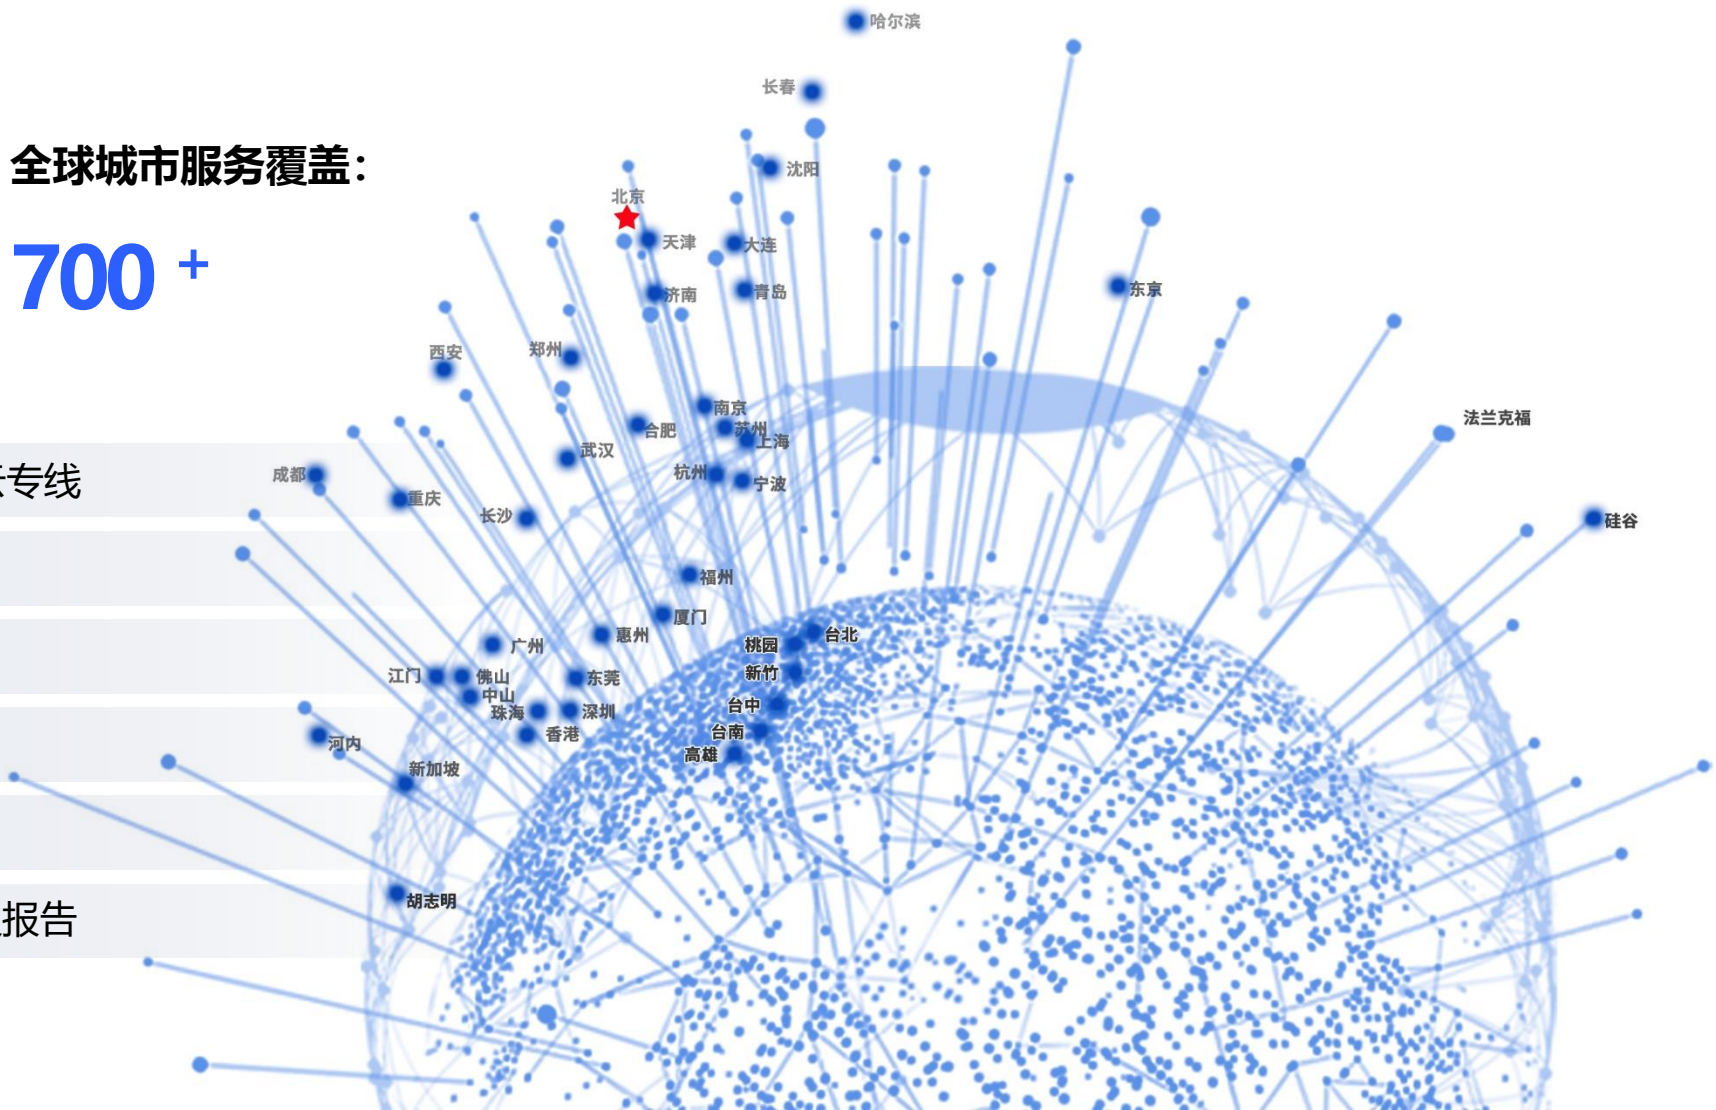 哈尔滨
长春
全球城市服务覆盖：
沈阳
北京
天津
大连
700 +
济南
青岛
东京
西安
郑州
南京
法兰克福
苏州
合肥
上海
武汉
杭州
成都
宁波
专线
重庆
长沙
硅谷
福州
厦门
惠州
台北
广州
桃园
新竹
江门
佛山
东莞
中山
台中
珠海
深圳
台南
香港
河内
高雄
新加坡
胡志明
报告